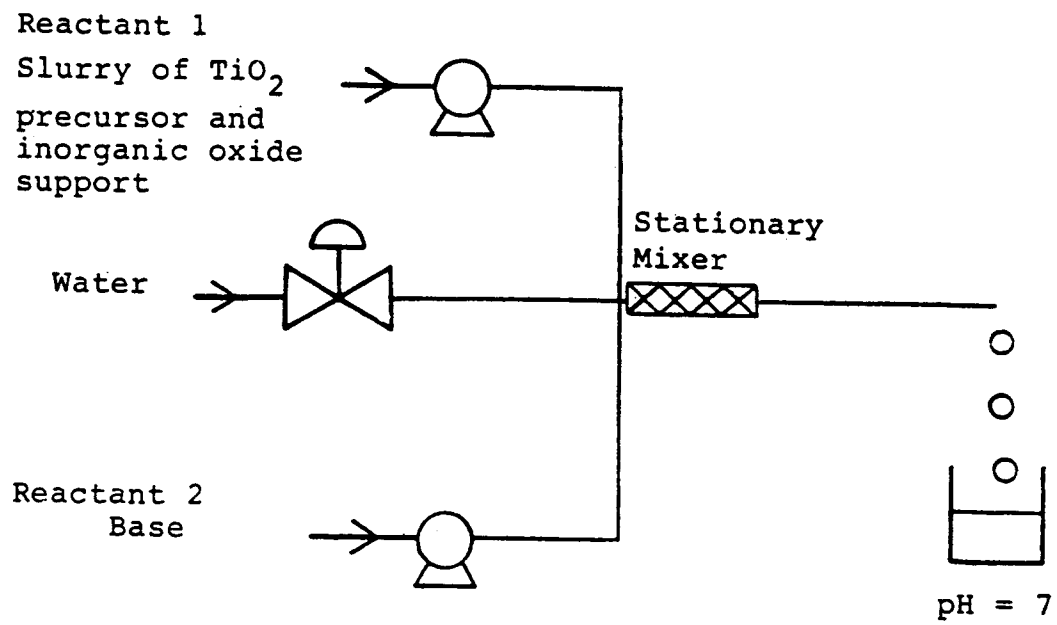 Reactant 1
Slurry of TiO2
precursor and
inorganic oxide
support
Stationary
Mixer
Water
Reactant 2
Base
pH = 7